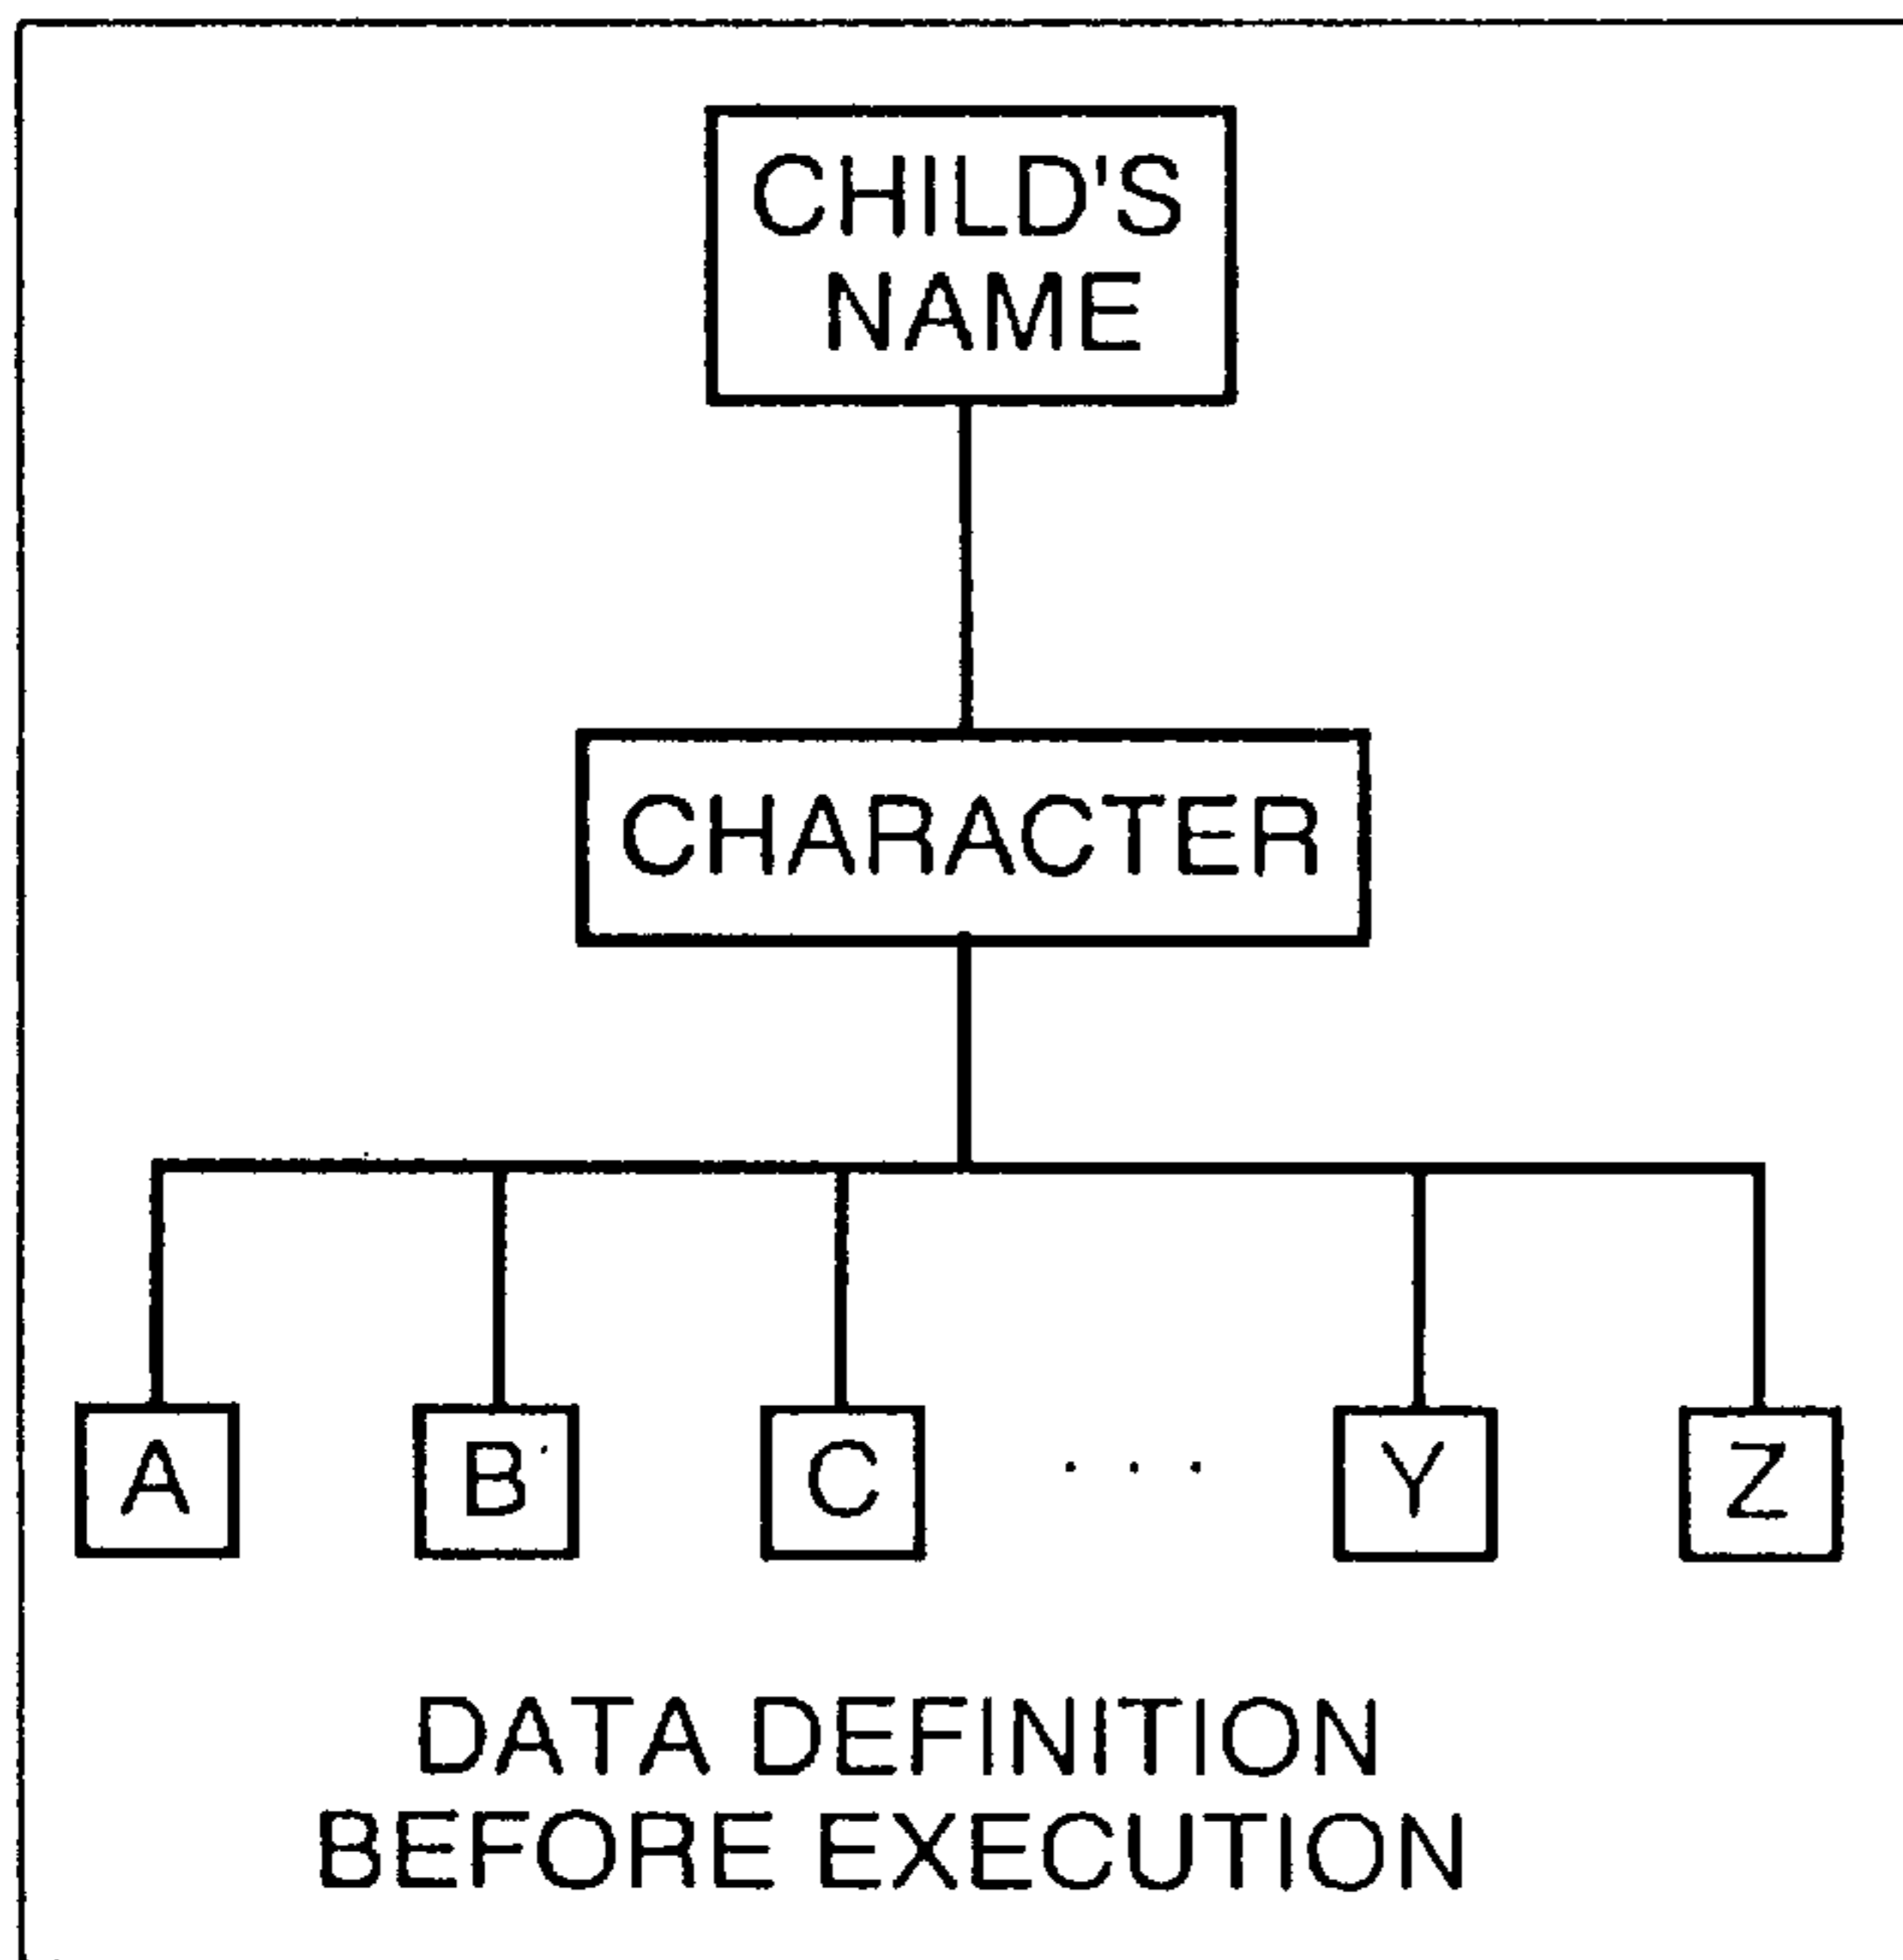 CHILD'S
NAME
CHARACTER
A B C . . . Y Z
DATA DEFINITION
BEFORE EXECUTION